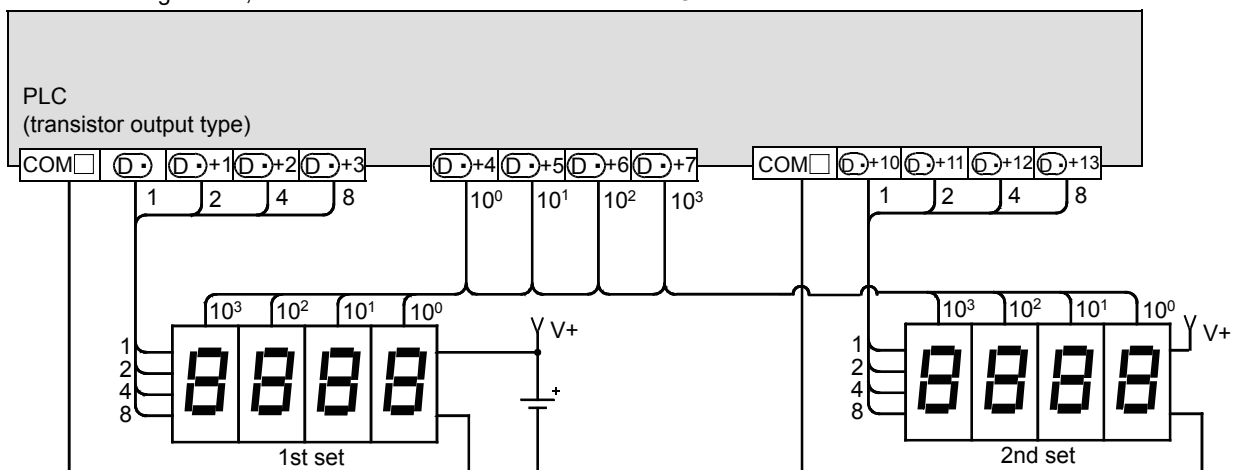 PLC
(transistor output type)
COM□ D· D·+1 D·+2 D·+3 D·+4 D·+5 D·+6 D·+7 COM□ D·+10 D·+11 D·+12 D·+13
1 2 4 8 10⁰ 10¹ 10² 10³ 1 2 4 8
10³ 10² 10¹ 10⁰ V+ 10³ 10² 10¹ 10⁰ V+
1 1
2 2
4 + 4
8 8
8888 8888
1st set 2nd set